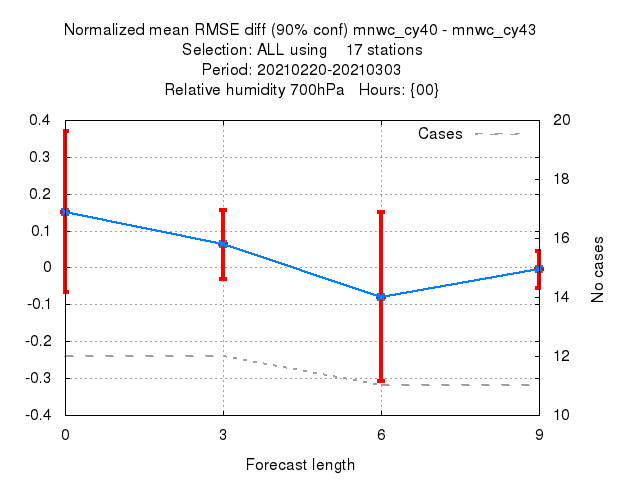 Normalized mean RMSE diff (90% conf) mnwc_cy40 - mnwc_cy43
Selection: ALL using    17 stations
Period: 20210220-20210303
Relative humidity 700hPa   Hours: {00}
Cases
0.4
0.3
0.2
0.1
0
-0.1
-0.2
-0.3
-0.4
20
18
16
14
12
10
No cases
0 3 6 9
Forecast length